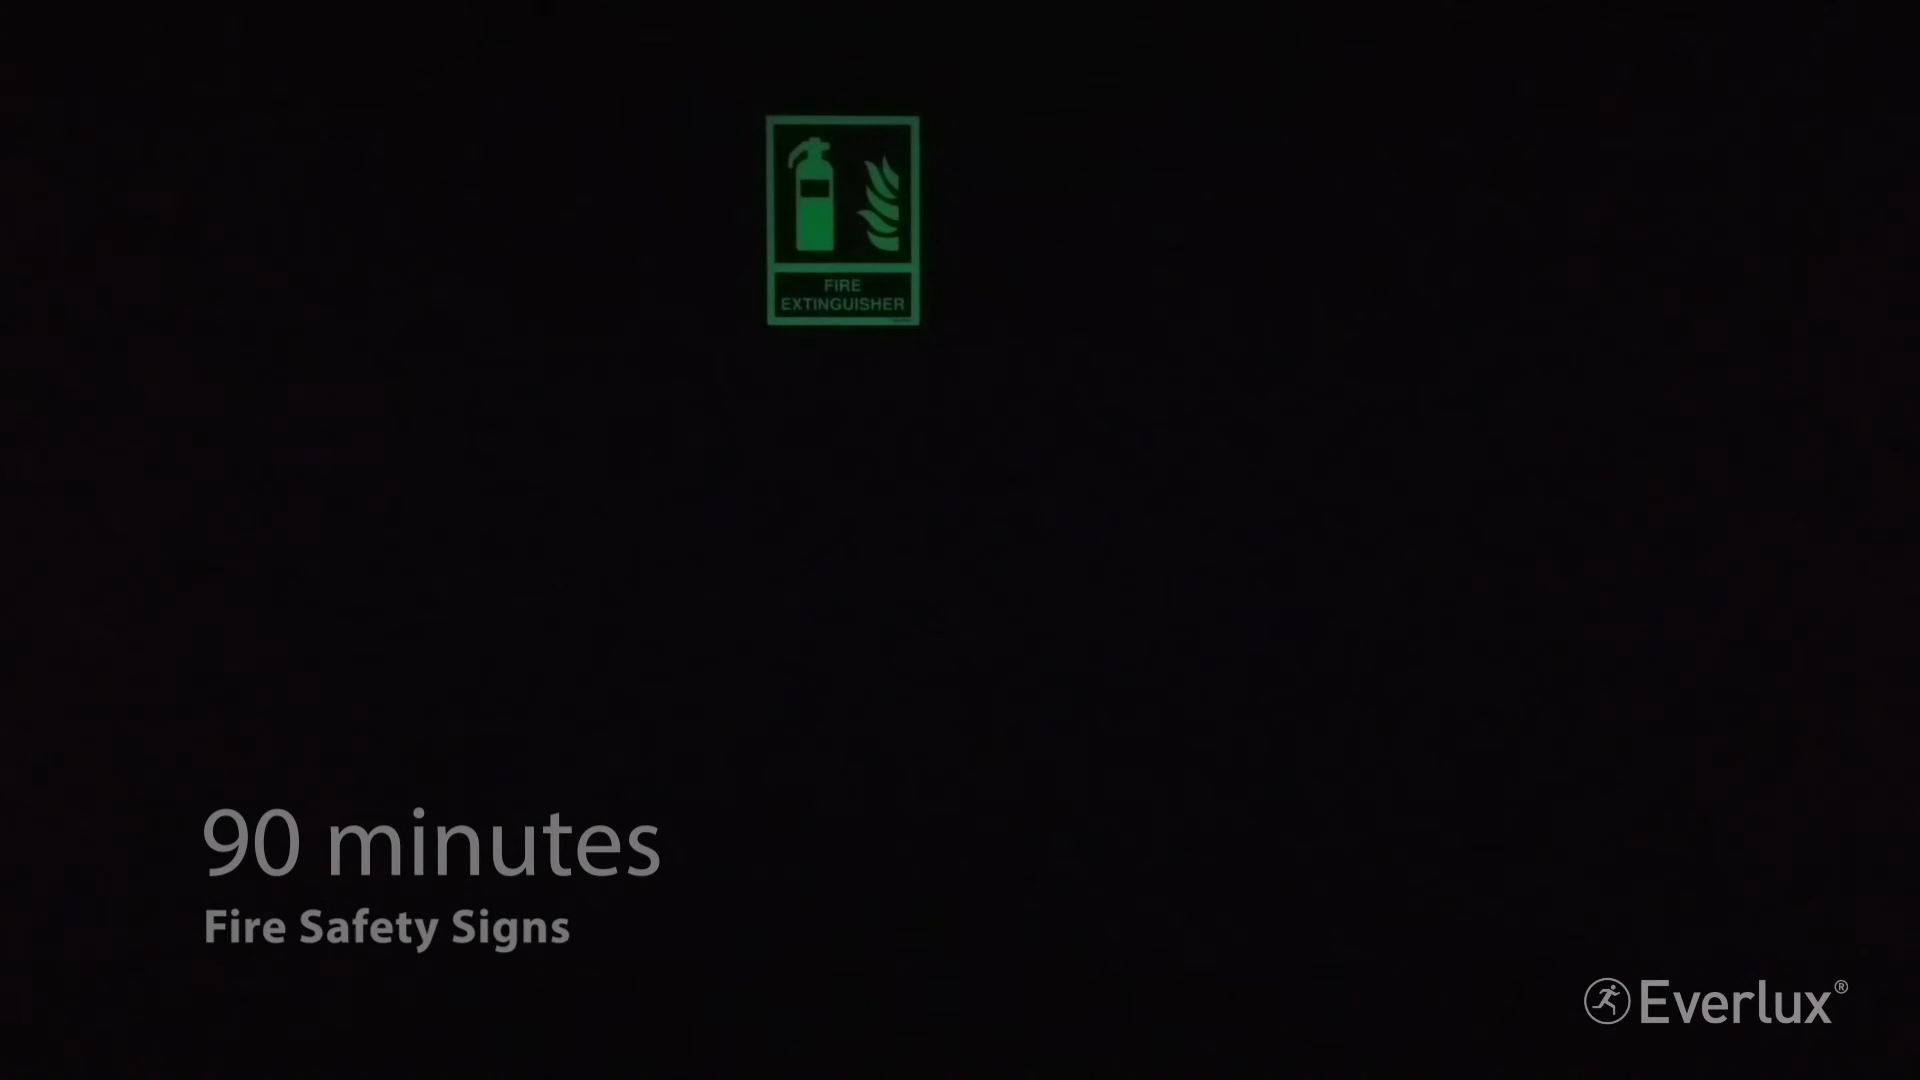 FIRE
EXTINGUISHER
90 minutes
Fire Safety Signs
Everlux®